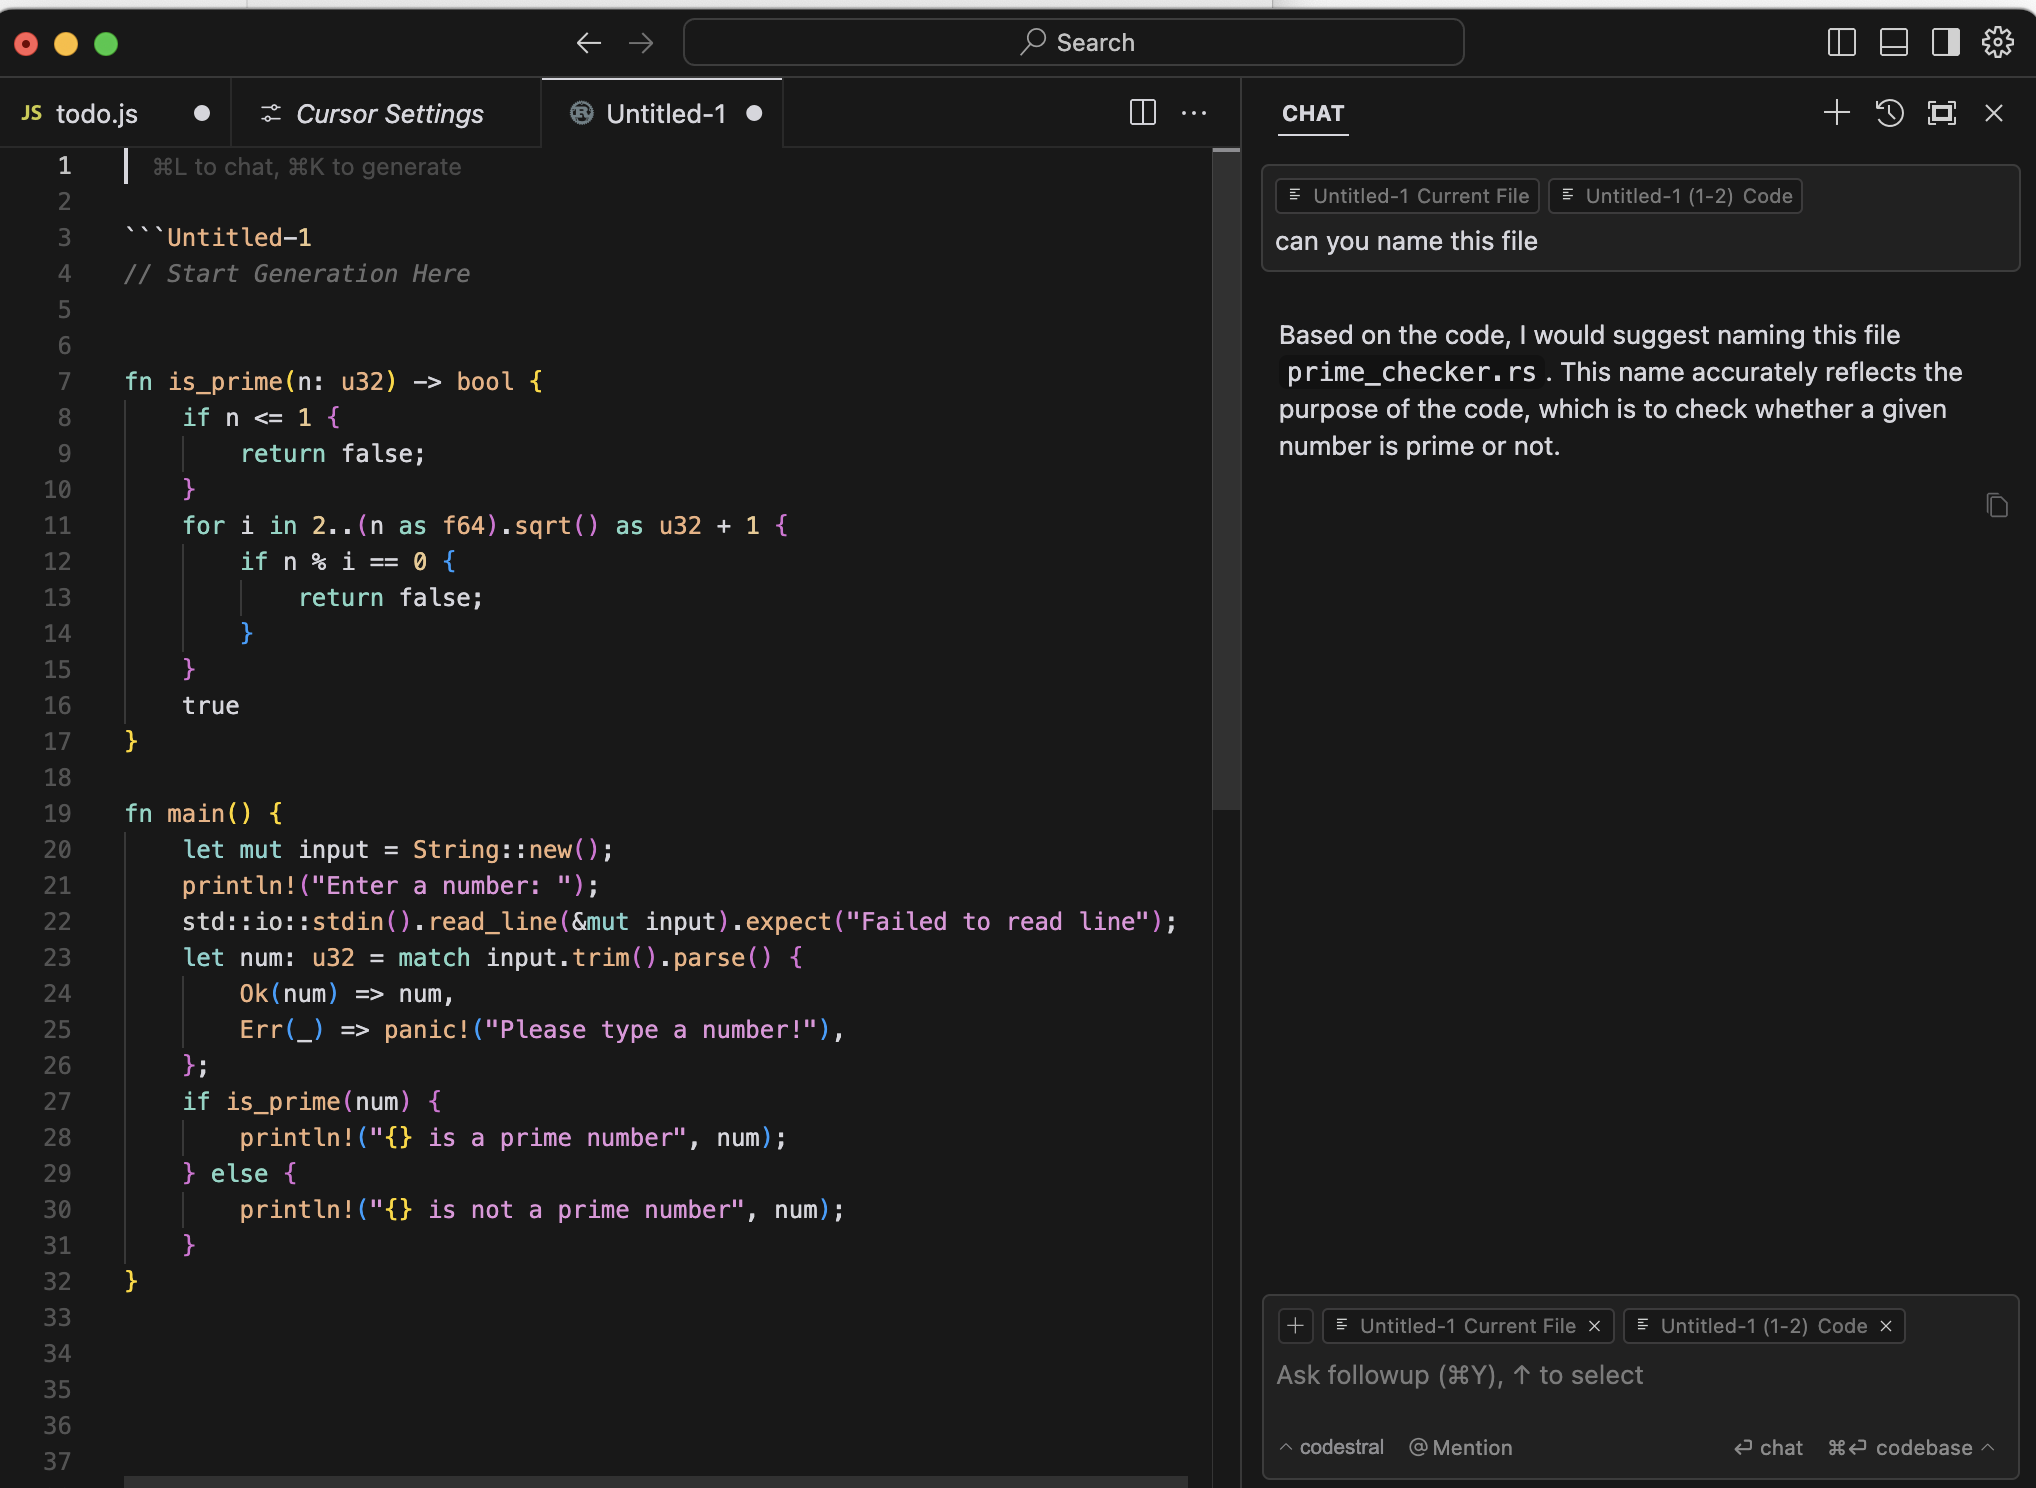 Search
JS todo.js
Cursor Settings
Untitled-1
CHAT
1 ⌘L to chat, ⌘K to generate
2
3 ```Untitled-1
4 // Start Generation Here
5
6
7 fn is_prime(n: u32) -> bool {
8     if n <= 1 {
9         return false;
10     }
11     for i in 2..(n as f64).sqrt() as u32 + 1 {
12         if n % i == 0 {
13             return false;
14         }
15     }
16     true
17 }
18
19 fn main() {
20     let mut input = String::new();
21     println!("Enter a number: ");
22     std::io::stdin().read_line(&mut input).expect("Failed to read line");
23     let num: u32 = match input.trim().parse() {
24         Ok(num) => num,
25         Err(_) => panic!("Please type a number!"),
26     };
27     if is_prime(num) {
28         println!("{} is a prime number", num);
29     } else {
30         println!("{} is not a prime number", num);
31     }
32 }
33
34
35
36
37
Untitled-1 Current File
Untitled-1 (1-2) Code
can you name this file
Based on the code, I would suggest naming this file
prime_checker.rs. This name accurately reflects the
purpose of the code, which is to check whether a given
number is prime or not.
+ Untitled-1 Current File ×
Untitled-1 (1-2) Code ×
Ask followup (⌘Y), ↑ to select
codestral
@ Mention
⏎ chat
⌘⏎ codebase